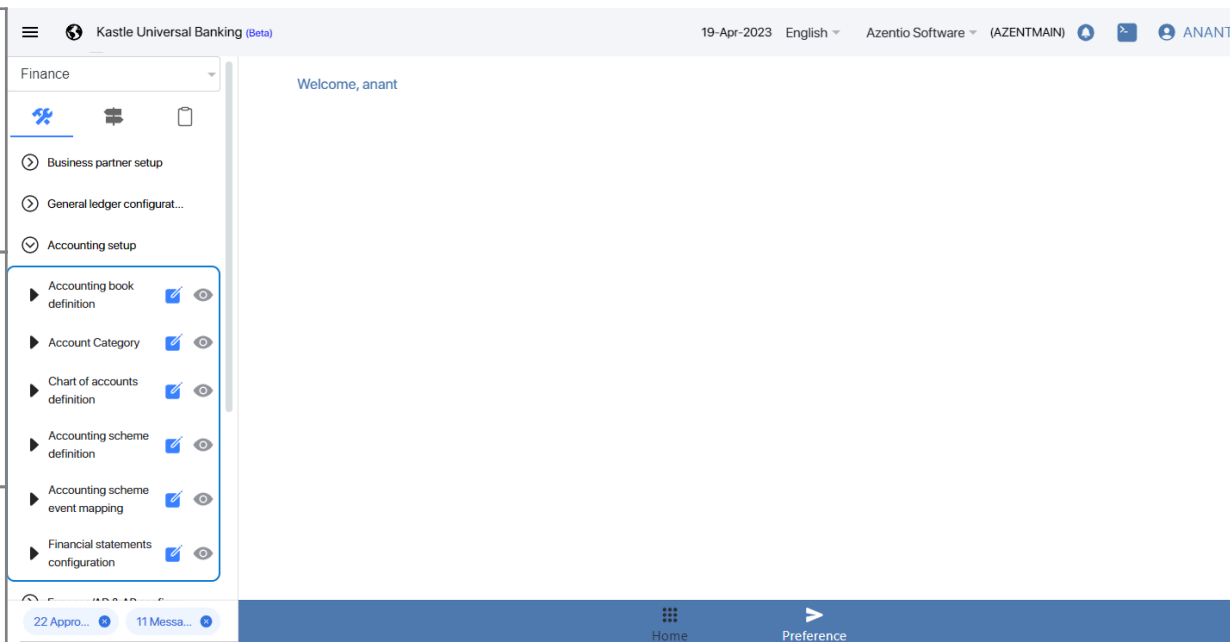 Kastle Universal Banking (Beta)
19-Apr-2023 English Azentio Software (AZENTMAIN) ANANT
Finance
Welcome, anant
Business partner setup
General ledger configurat...
Accounting setup
Accounting book
definition
Account Category
Chart of accounts
definition
Accounting scheme
definition
Accounting scheme
event mapping
Financial statements
configuration
22 Appro... 11 Messa...
Home Preference